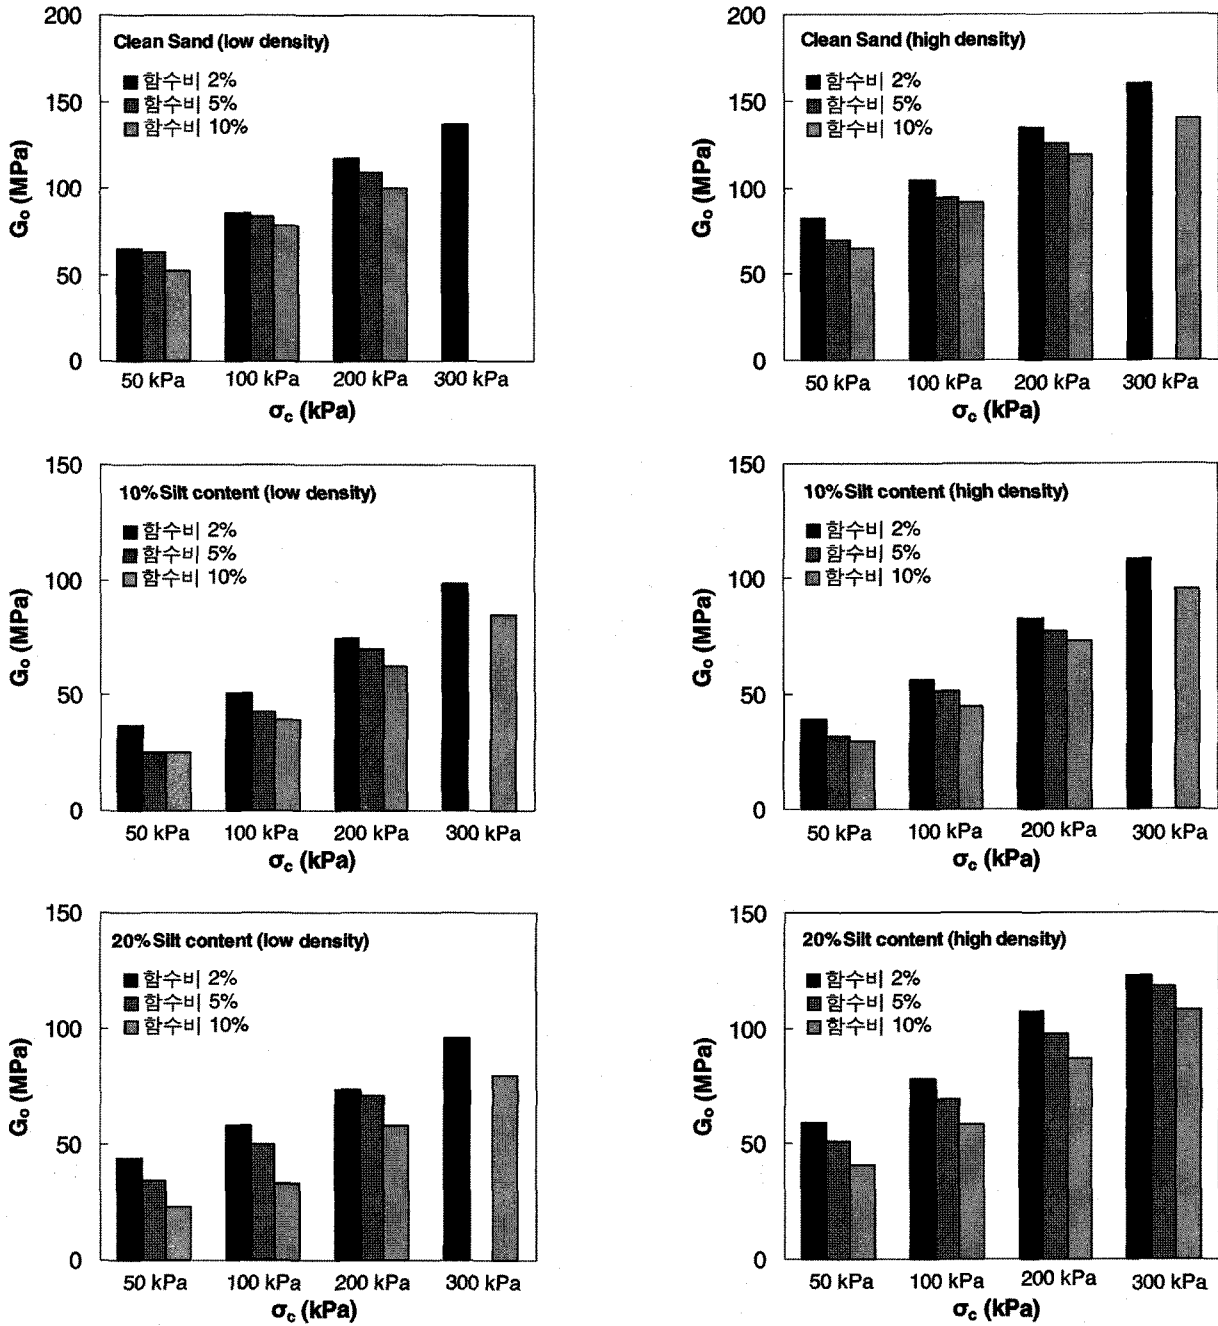 200
150
100
50
0
G₀ (MPa)
Clean Sand (low density)
함수비 2%
함수비 5%
함수비 10%
50 kPa 100 kPa 200 kPa 300 kPa
σc (kPa)
200
150
100
50
0
G₀ (MPa)
Clean Sand (high density)
함수비 2%
함수비 5%
함수비 10%
50 kPa 100 kPa 200 kPa 300 kPa
σc (kPa)
150
100
50
0
G₀ (MPa)
10% Silt content (low density)
함수비 2%
함수비 5%
함수비 10%
50 kPa 100 kPa 200 kPa 300 kPa
σc (kPa)
150
100
50
0
G₀ (MPa)
10% Silt content (high density)
함수비 2%
함수비 5%
함수비 10%
50 kPa 100 kPa 200 kPa 300 kPa
σc (kPa)
150
100
50
0
G₀ (MPa)
20% Silt content (low density)
함수비 2%
함수비 5%
함수비 10%
50 kPa 100 kPa 200 kPa 300 kPa
σc (kPa)
150
100
50
0
G₀ (MPa)
20% Silt content (high density)
함수비 2%
함수비 5%
함수비 10%
50 kPa 100 kPa 200 kPa 300 kPa
σc (kPa)